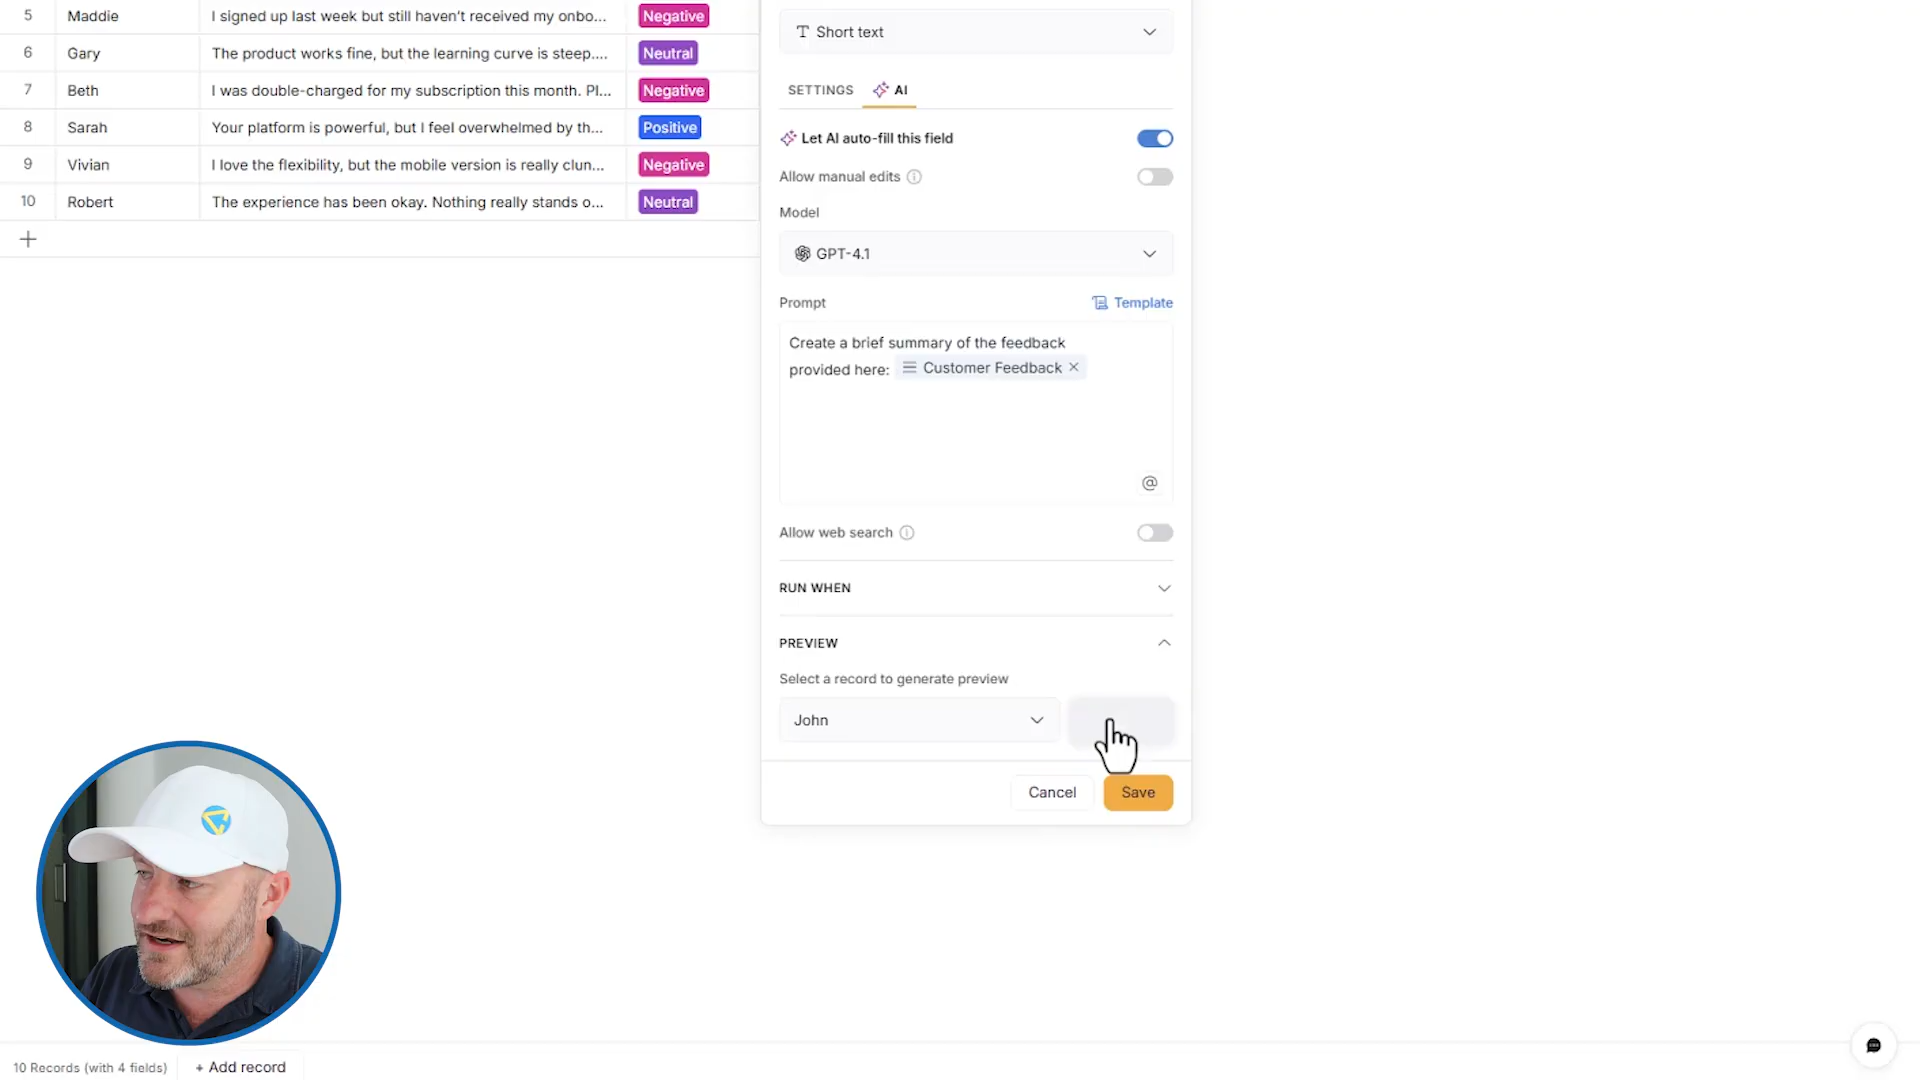 5 Maddie I signed up last week but still haven't received my onbo... Negative
6 Gary The product works fine, but the learning curve is steep.... Neutral
7 Beth I was double-charged for my subscription this month. Pl... Negative
8 Sarah Your platform is powerful, but I feel overwhelmed by th... Positive
9 Vivian I love the flexibility, but the mobile version is really clun... Negative
10 Robert The experience has been okay. Nothing really stands o... Neutral
Short text
SETTINGS AI
Let AI auto-fill this field
Allow manual edits
Model
GPT-4.1
Prompt Template
Create a brief summary of the feedback
provided here: Customer Feedback
@
Allow web search
RUN WHEN
PREVIEW
Select a record to generate preview
John
Cancel Save
10 Records (with 4 fields) + Add record